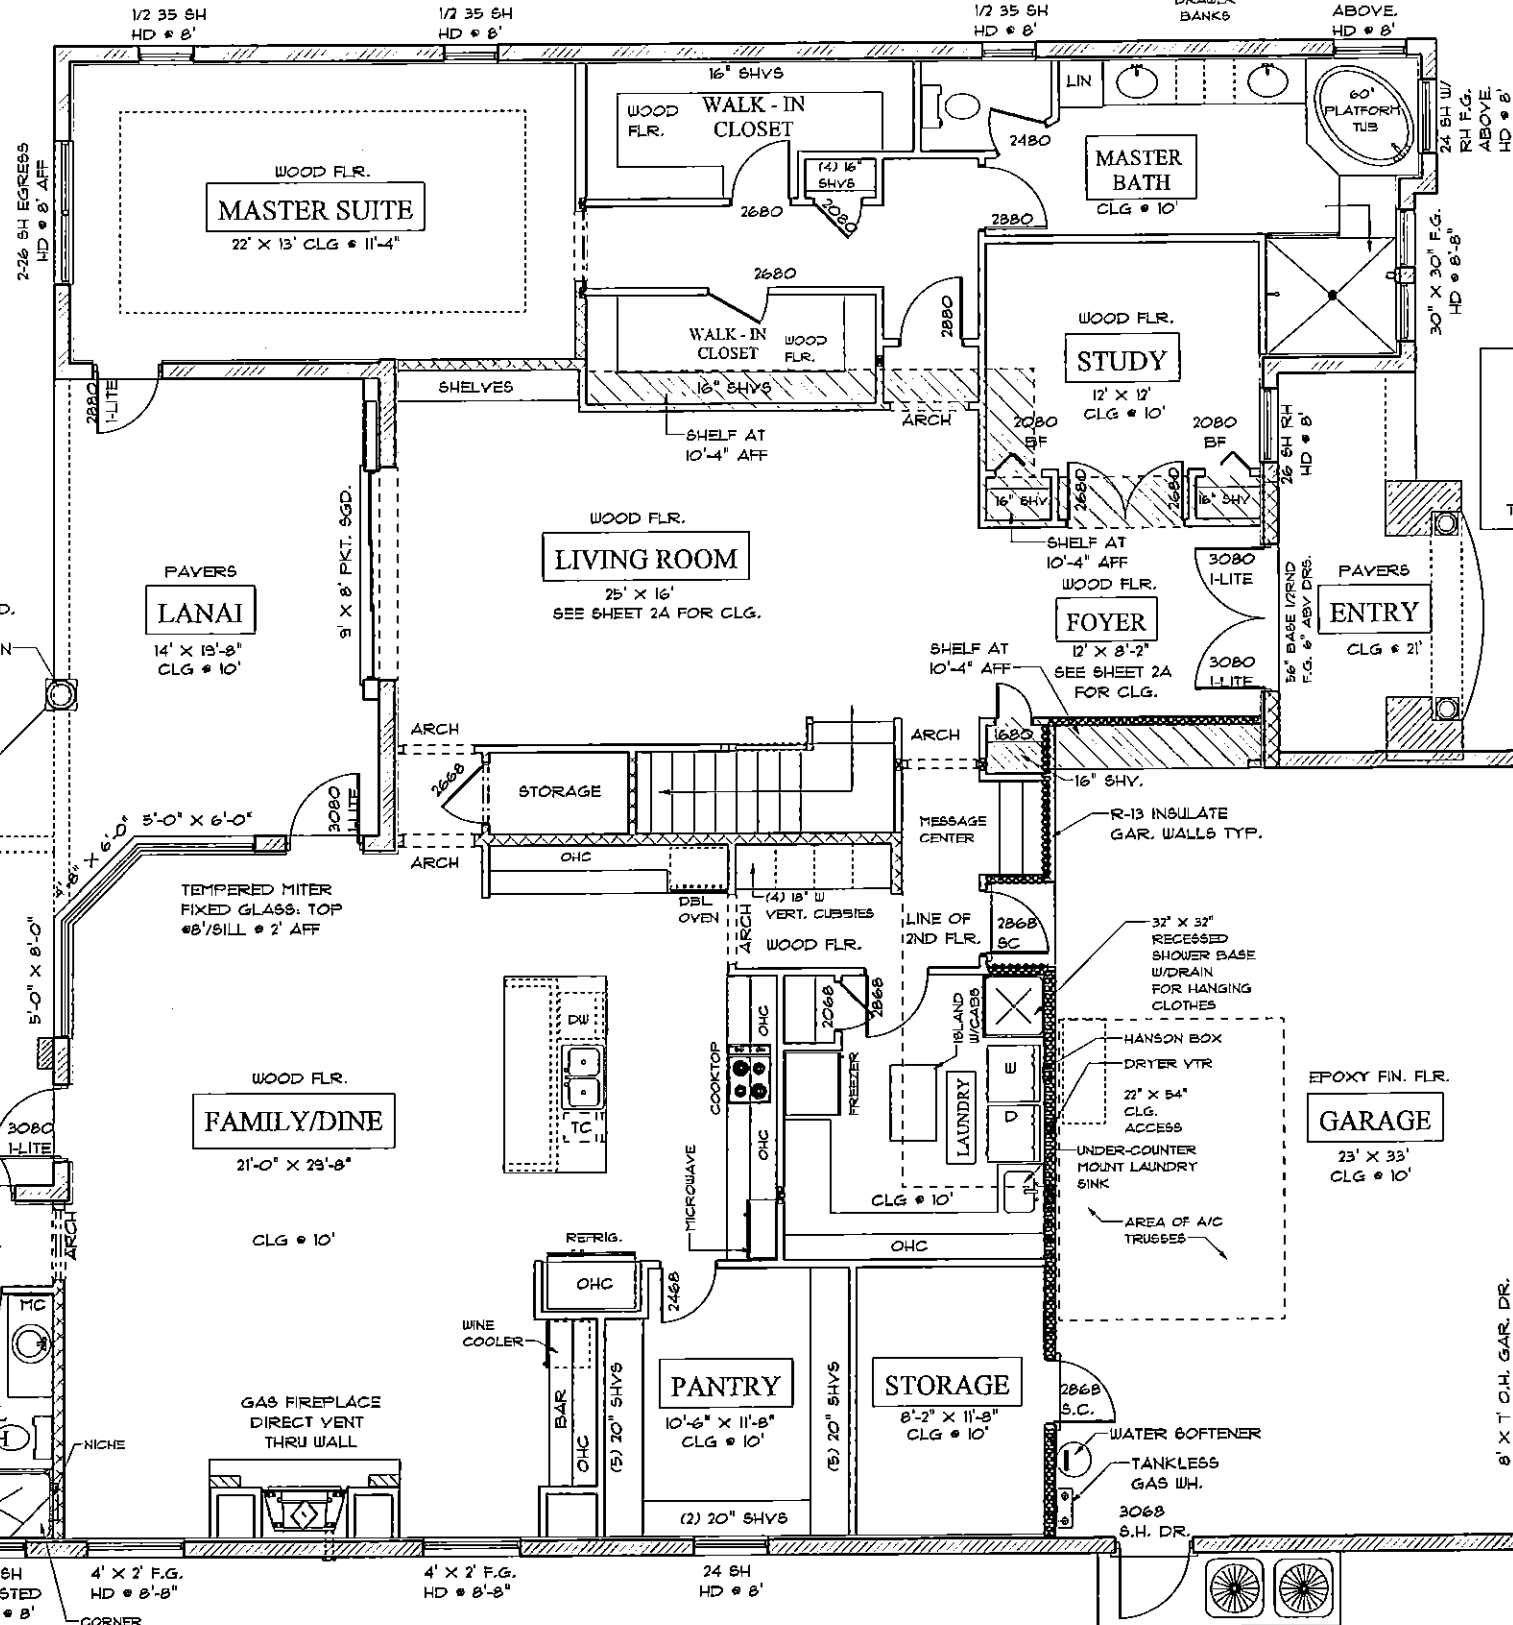 1/2 35 SH
HD @ 8'
1/2 35 SH
HD @ 8'
1/2 35 SH
HD @ 8'
DRAWER
BANKS
ABOVE.
HD @ 8'
2-26 SH EGRESS
HD @ 8' AFF
WOOD FLR.
MASTER SUITE
22' X 13' CLG @ 11'-4"
16" SHVS
WOOD
FLR.
WALK - IN
CLOSET
(4) 16"
SHVS
2680
2080
2680
WALK - IN
CLOSET
WOOD
FLR.
16" SHVS
2880
LIN
2480
MASTER
BATH
CLG @ 10'
2880
60"
PLATFORM
TUB
24 SH W/
RH F.G.
ABOVE.
HD @ 8'
30" X 30" F.G.
HD @ 8'-8"
WOOD FLR.
STUDY
12' X 12'
CLG @ 10'
2080
BF
2080
BF
2680
2680
16" SHV.
16" SHV
26 SH RH
HD @ 8'
2880
1-LITE
SHELVES
SHELF AT
10'-4" AFF
ARCH
9' X 8' PKT. SGD.
PAVERS
LANAI
14' X 19'-8"
CLG @ 10'
D.
N
WOOD FLR.
LIVING ROOM
25' X 16'
SEE SHEET 2A FOR CLG.
SHELF AT
10'-4" AFF
WOOD FLR.
FOYER
12' X 8'-2"
SEE SHEET 2A
FOR CLG.
3080
1-LITE
3080
1-LITE
56" BASE 1/2RND
F.G. 6" ABV DRS.
PAVERS
ENTRY
CLG @ 21'
T
SHELF AT
10'-4" AFF
ARCH
ARCH
1680
16" SHV.
2668
STORAGE
ARCH
MESSAGE
CENTER
R-13 INSULATE
GAR. WALLS TYP.
3080
1-LITE
5'-0" X 6'-0"
5'-0" X 8'-0"
TEMPERED MITER
FIXED GLASS: TOP
@8'/SILL @ 2' AFF
OHC
DBL
OVEN
(4) 18" W
VERT. CUBBIES
ARCH
WOOD FLR.
LINE OF
2ND FLR.
2868
SC
32" X 32"
RECESSED
SHOWER BASE
W/DRAIN
FOR HANGING
CLOTHES
2068
2868
ISLAND
W/CABS
DW
TC
COOKTOP
OHC
OHC
FREEZER
LAUNDRY
W
D
HANSON BOX
DRYER VTR
22" X 54"
CLG.
ACCESS
UNDER-COUNTER
MOUNT LAUNDRY
SINK
AREA OF A/C
TRUSSES
EPOXY FIN. FLR.
GARAGE
23' X 33'
CLG @ 10'
8' X 7' O.H. GAR. DR.
WOOD FLR.
FAMILY/DINE
21'-0" X 29'-8"
CLG @ 10'
3080
1-LITE
ARCH
MICROWAVE
CLG @ 10'
OHC
REFRIG.
OHC
2468
WINE
COOLER
BAR
OHC
(5) 20" SHVS
PANTRY
10'-6" X 11'-8"
CLG @ 10'
(5) 20" SHVS
(2) 20" SHVS
STORAGE
8'-2" X 11'-8"
CLG @ 10'
2868
S.C.
WATER SOFTENER
TANKLESS
GAS WH.
3068
S.H. DR.
MC
NICHE
GAS FIREPLACE
DIRECT VENT
THRU WALL
4' X 2' F.G.
HD @ 8'-8"
4' X 2' F.G.
HD @ 8'-8"
24 SH
HD @ 8'
SH
@ 8'
CORNER